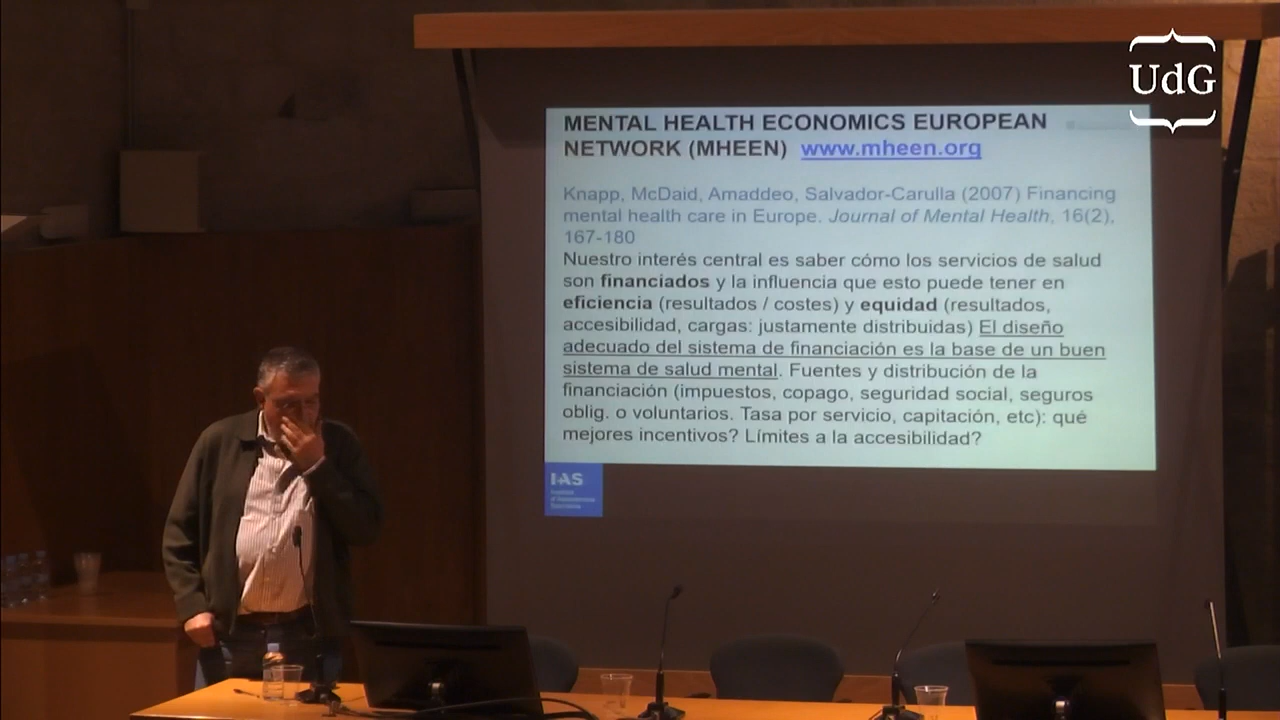 UdG
MENTAL HEALTH ECONOMICS EUROPEAN
NETWORK (MHEEN) www.mheen.org
Knapp, McDaid, Amaddeo, Salvador-Carulla (2007) Financing
mental health care in Europe. Journal of Mental Health, 16(2),
167-180
Nuestro interés central es saber cómo los servicios de salud
son financiados y la influencia que esto puede tener en
eficiencia (resultados / costes) y equidad (resultados,
accesibilidad, cargas: justamente distribuidas) El diseño
adecuado del sistema de financiación es la base de un buen
sistema de salud mental. Fuentes y distribución de la
financiación (impuestos, copago, seguridad social, seguros
oblig. o voluntarios. Tasa por servicio, capitación, etc): qué
mejores incentivos? Límites a la accesibilidad?
IAS